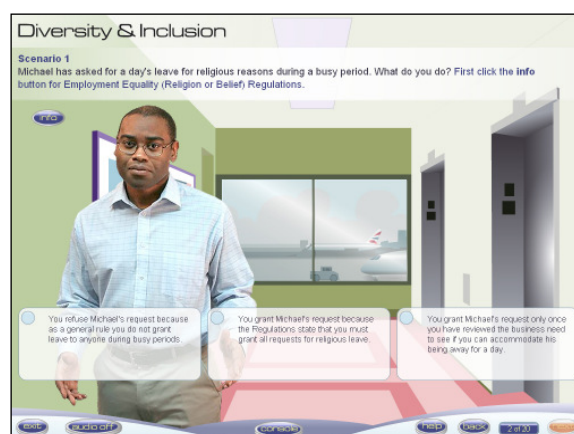 Diversity & Inclusion
Scenario 1
Michael has asked for a day's leave for religious reasons during a busy period. What do you do? First click the info
button for Employment Equality (Religion or Belief) Regulations.
info
You refuse Michael's request because
as a general rule you do not grant
leave to anyone during busy periods.
You grant Michael's request because
the Regulations state that you must
grant all requests for religious leave.
You grant Michael's request only once
you have reviewed the business need
to see if you can accommodate his
being away for a day.
exit
audio off
console
help
back
2 of 20